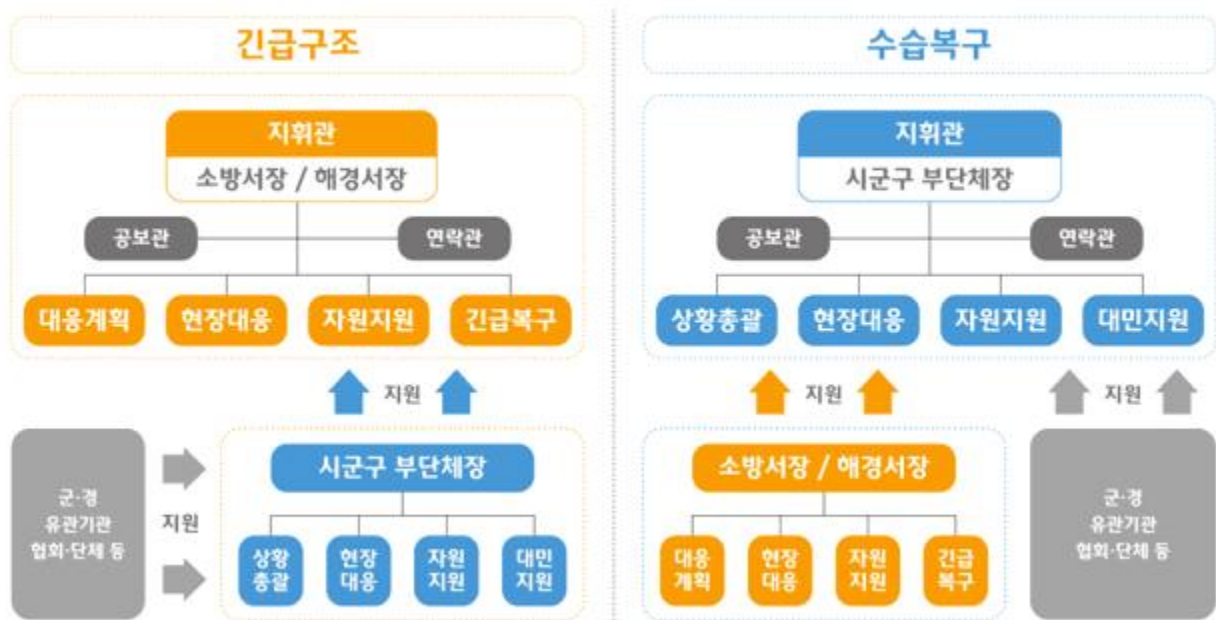 긴급구조
지휘관
소방서장 / 해경서장
공보관
연락관
대응계획
현장대응
자원지원
긴급복구
지원
군·경
유관기관
협회·단체 등
지원
시군구 부단체장
상황
총괄
현장
대응
자원
지원
대민
지원
수습복구
지휘관
시군구 부단체장
공보관
연락관
상황총괄
현장대응
자원지원
대민지원
지원
지원
소방서장 / 해경서장
대응
계획
현장
대응
자원
지원
긴급
복구
군·경
유관기관
협회·단체 등